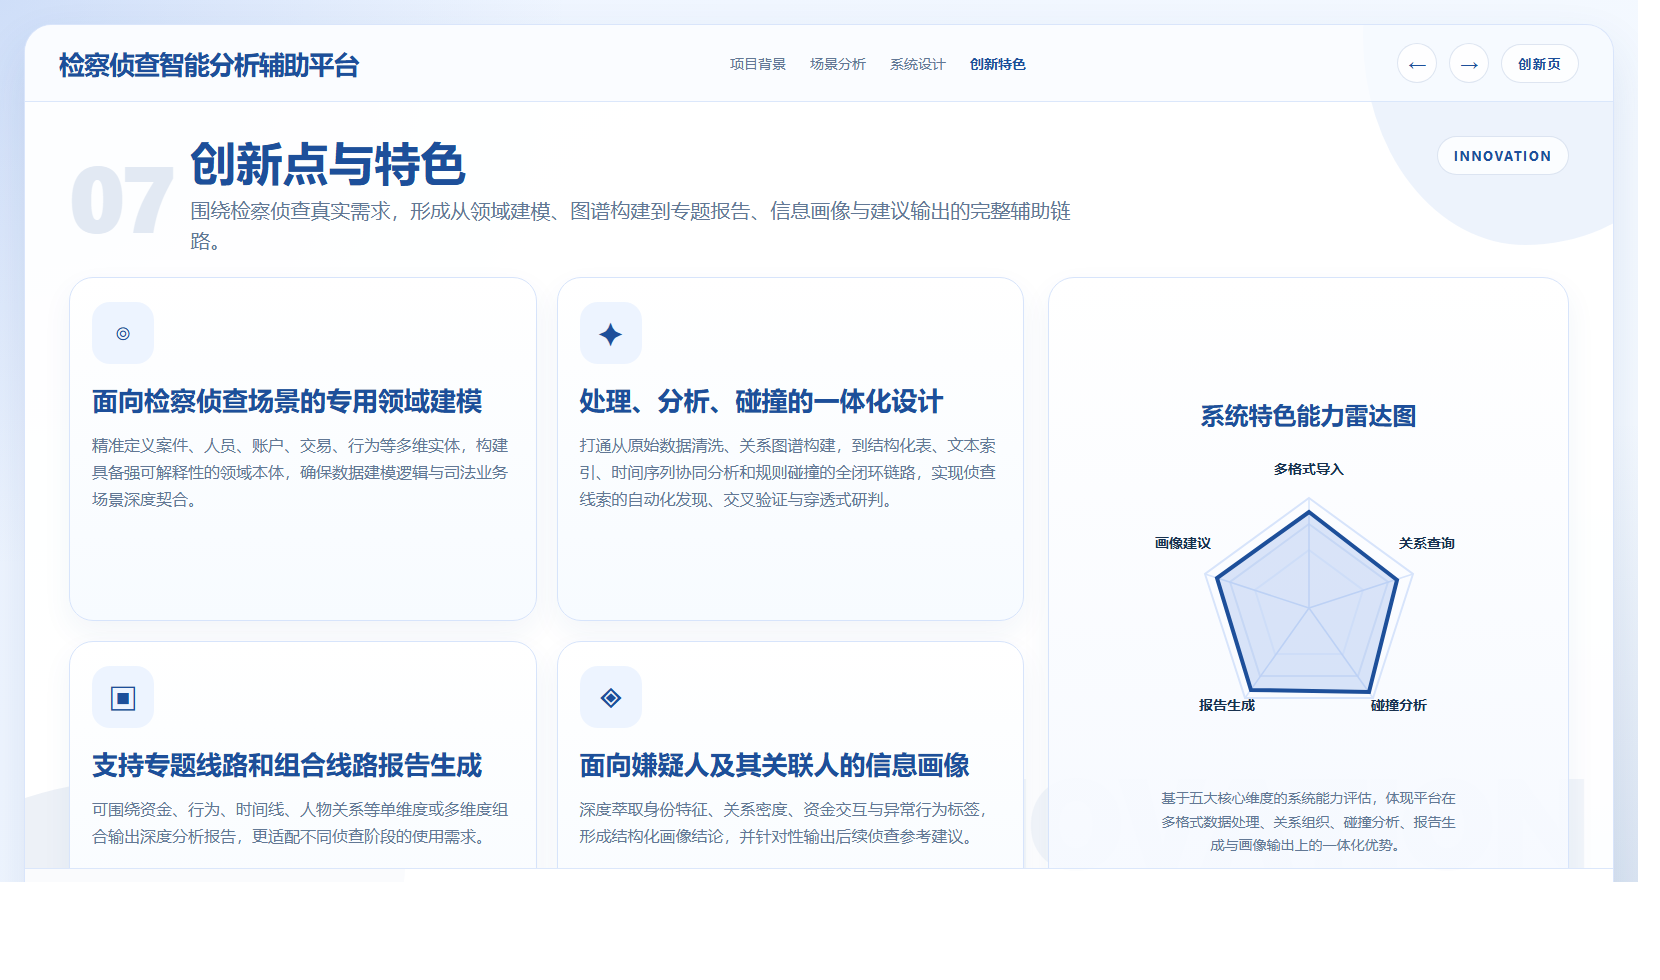 检察侦查智能分析辅助平台
项目背景 场景分析 系统设计 创新特色
← → 创新页
07
创新点与特色
INNOVATION
围绕检察侦查真实需求，形成从领域建模、图谱构建到专题报告、信息画像与建议输出的完整辅助链
路。
面向检察侦查场景的专用领域建模
精准定义案件、人员、账户、交易、行为等多维实体，构建
具备强可解释性的领域本体，确保数据建模逻辑与司法业务
场景深度契合。
处理、分析、碰撞的一体化设计
打通从原始数据清洗、关系图谱构建，到结构化表、文本索
引、时间序列协同分析和规则碰撞的全闭环链路，实现侦查
线索的自动化发现、交叉验证与穿透式研判。
支持专题线路和组合线路报告生成
可围绕资金、行为、时间线、人物关系等单维度或多维度组
合输出深度分析报告，更适配不同侦查阶段的使用需求。
面向嫌疑人及其关联人的信息画像
深度萃取身份特征、关系密度、资金交互与异常行为标签，
形成结构化画像结论，并针对性输出后续侦查参考建议。
系统特色能力雷达图
多格式导入
画像建议
关系查询
报告生成
碰撞分析
基于五大核心维度的系统能力评估，体现平台在
多格式数据处理、关系组织、碰撞分析、报告生
成与画像输出上的一体化优势。